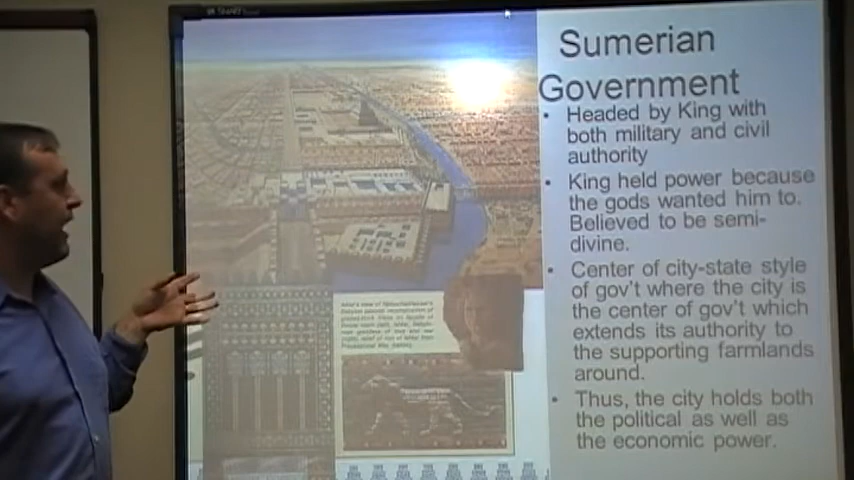 SMART
Sumerian
Government
• Headed by King with
both military and civil
authority
• King held power because
the gods wanted him to.
Believed to be semi-
divine.
• Center of city-state style
of gov't where the city is
the center of gov't which
extends its authority to
the supporting farmlands
around.
• Thus, the city holds both
the political as well as
the economic power.